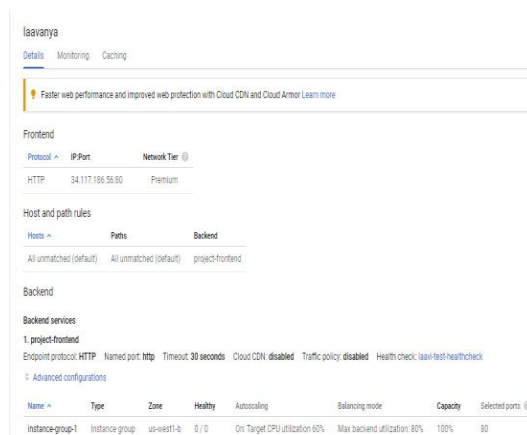 laavanya
Details Monitoring Caching
Faster web performance and improved web protection with Cloud CDN and Cloud Armor Learn more
Frontend
Protocol IP:Port Network Tier
HTTP 34.117.186.56:80 Premium
Host and path rules
Hosts Paths Backend
All unmatched (default) All unmatched (default) project-frontend
Backend
Backend services
1. project-frontend
Endpoint protocol: HTTP Named port: http Timeout: 30 seconds Cloud CDN: disabled Traffic policy: disabled Health check: laavi-test-healthcheck
Advanced configurations
Name Type Zone Healthy Autoscaling Balancing mode Capacity Selected ports
instance-group-1 Instance group us-west1-b 0 / 0 On: Target CPU utilization 60% Max backend utilization: 80% 100% 80